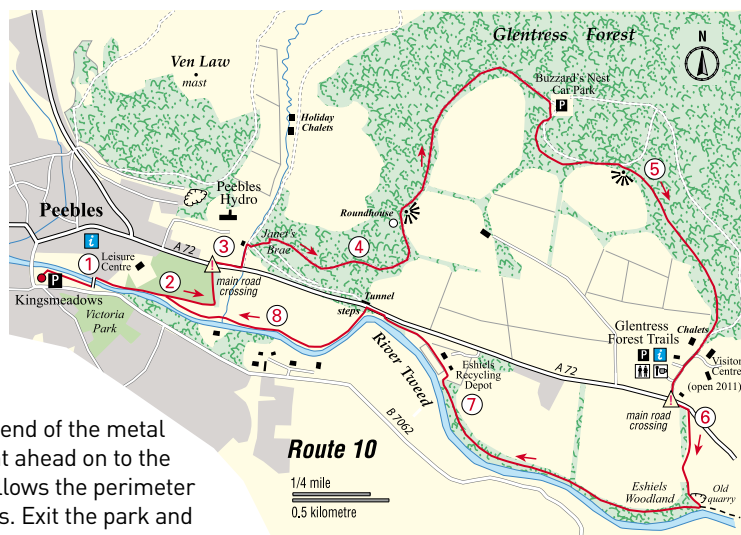 Glentress Forest
N
Ven Law
mast
Buzzard's Nest
Car Park
P
Holiday
Chalets
5
Peebles
Hydro
Roundhouse
Peebles
i
A 72
3
Janet's
Brae
4
1
Leisure
Centre
2
!
main road
crossing
P
Kingsmeadows
Victoria
Park
8
Tunnel
steps
Glentress
Forest Trails
Chalets
P i
Visitor
Centre
(open 2011)
River Tweed
Eshiels
Recycling
Depot
A 72
!
main road
crossing
6
7
B 7062
Route 10
1/4 mile
0.5 kilometre
Eshiels
Woodland
Old
quarry
end of the metal
t ahead on to the
llows the perimeter
s. Exit the park and